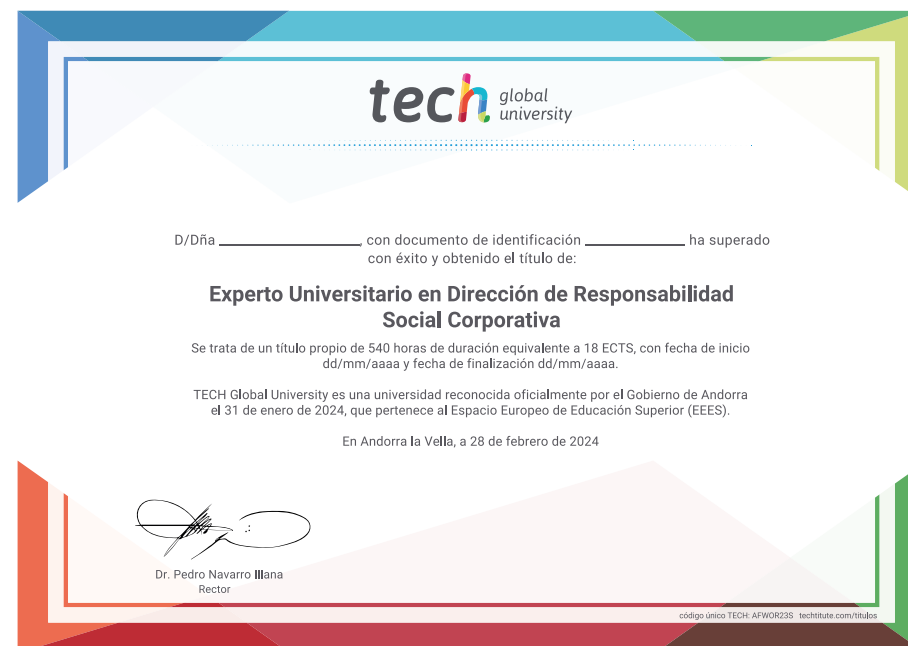 tech global university
D/Dña ____________________, con documento de identificación ______________ ha superado
con éxito y obtenido el título de:
Experto Universitario en Dirección de Responsabilidad
Social Corporativa
Se trata de un título propio de 540 horas de duración equivalente a 18 ECTS, con fecha de inicio
dd/mm/aaaa y fecha de finalización dd/mm/aaaa.
TECH Global University es una universidad reconocida oficialmente por el Gobierno de Andorra
el 31 de enero de 2024, que pertenece al Espacio Europeo de Educación Superior (EEES).
En Andorra la Vella, a 28 de febrero de 2024
Dr. Pedro Navarro Illana
Rector
código único TECH: AFWOR23S techtitute.com/titulos